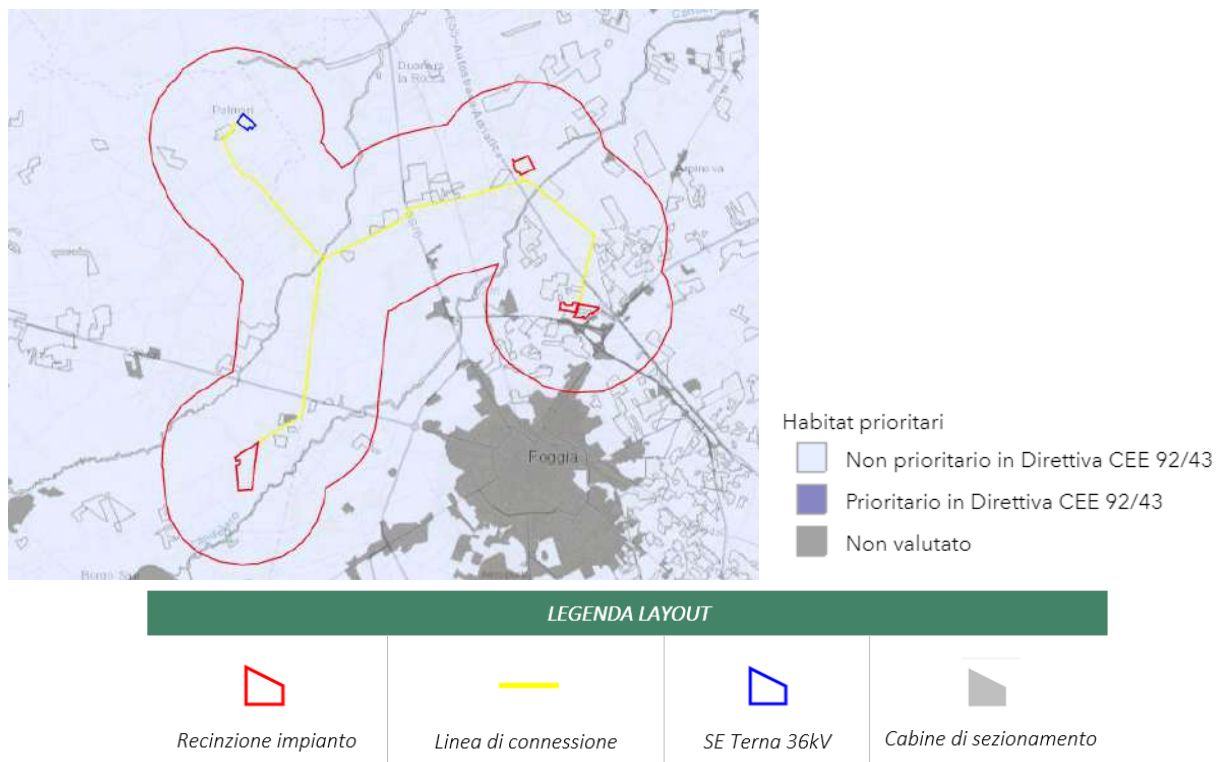 Palmori
Foggia
Habitat prioritari
Non prioritario in Direttiva CEE 92/43
Prioritario in Direttiva CEE 92/43
Non valutato
LEGENDA LAYOUT
Recinzione impianto
Linea di connessione
SE Terna 36kV
Cabine di sezionamento